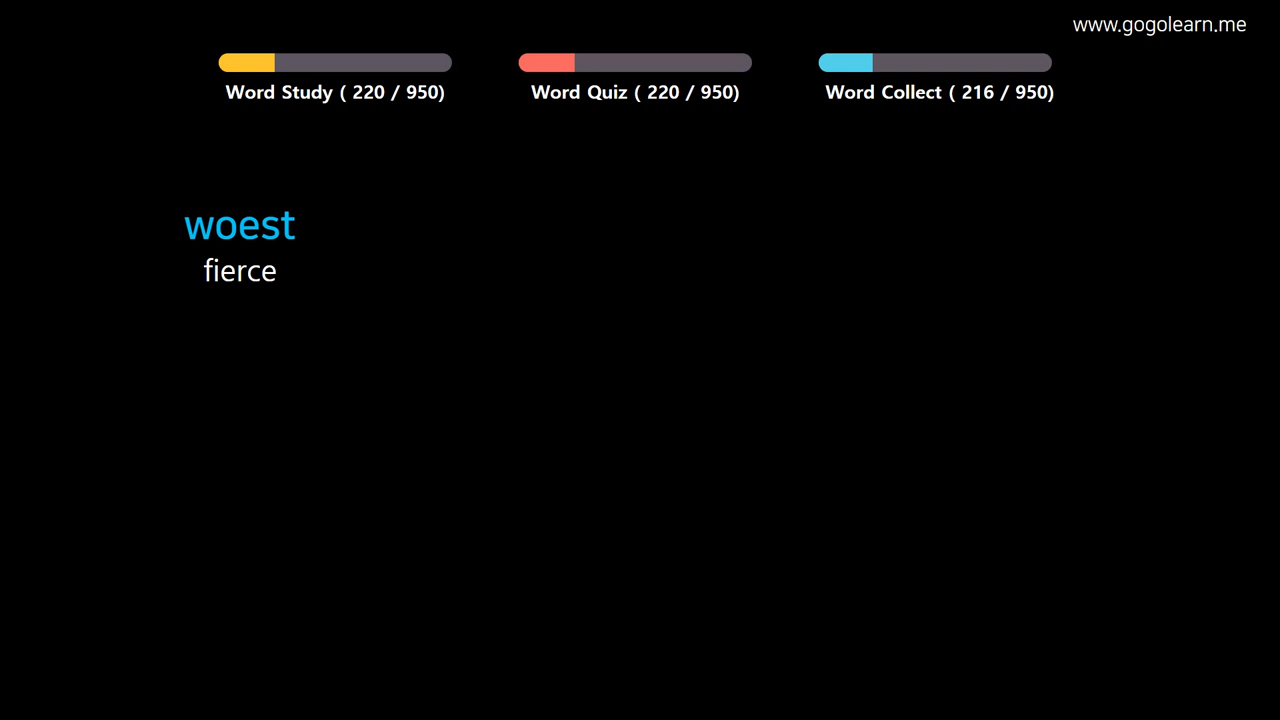 www.gogolearn.me
Word Study ( 220 / 950)
Word Quiz ( 220 / 950)
Word Collect ( 216 / 950)
woest
fierce